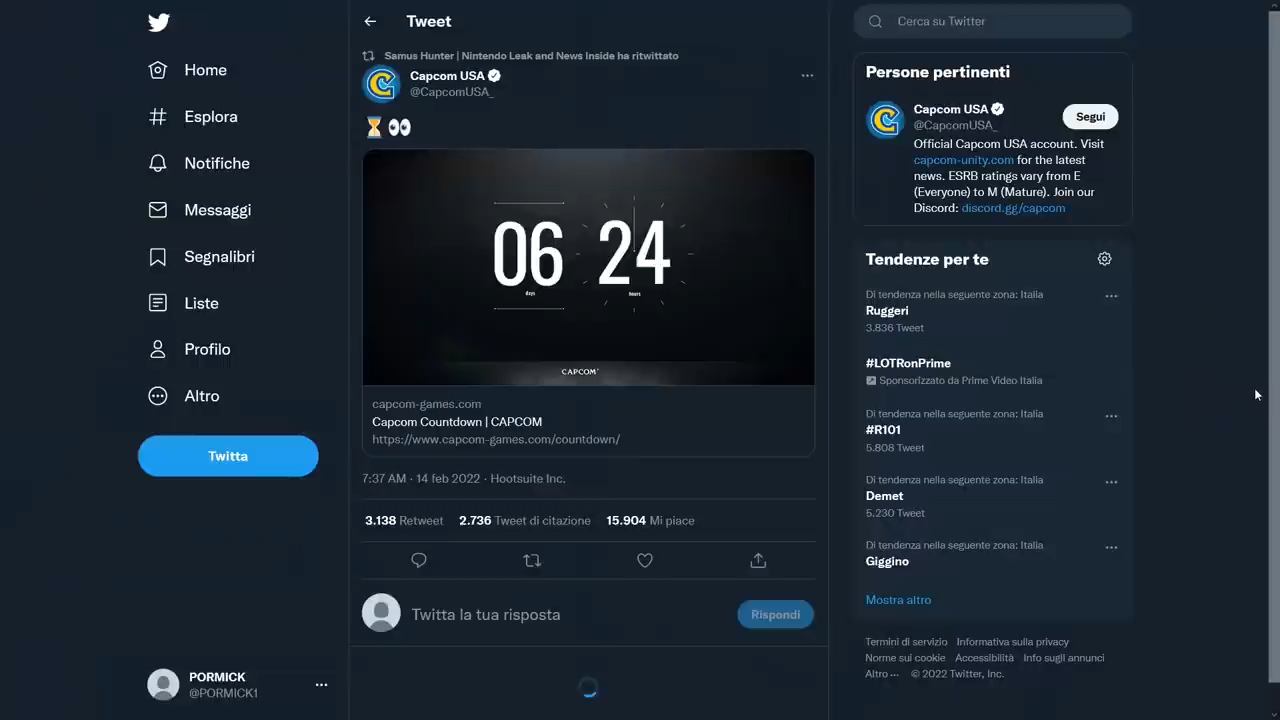 Home
Esplora
Notifiche
Messaggi
Segnalibri
Liste
Profilo
Altro
Twitta
PORMICK
@PORMICK1
Tweet
Samus Hunter | Nintendo Leak and News Inside ha ritwittato
Capcom USA
@CapcomUSA_
06 24
days hours
CAPCOM
capcom-games.com
Capcom Countdown | CAPCOM
https://www.capcom-games.com/countdown/
7:37 AM · 14 feb 2022 · Hootsuite Inc.
3.138 Retweet 2.736 Tweet di citazione 15.904 Mi piace
Twitta la tua risposta
Rispondi
Cerca su Twitter
Persone pertinenti
Capcom USA
@CapcomUSA_
Segui
Official Capcom USA account. Visit
capcom-unity.com for the latest
news. ESRB ratings vary from E
(Everyone) to M (Mature). Join our
Discord: discord.gg/capcom
Tendenze per te
Di tendenza nella seguente zona: Italia
Ruggeri
3.836 Tweet
#LOTRonPrime
Sponsorizzato da Prime Video Italia
Di tendenza nella seguente zona: Italia
#R101
5.808 Tweet
Di tendenza nella seguente zona: Italia
Demet
5.230 Tweet
Di tendenza nella seguente zona: Italia
Giggino
Mostra altro
Termini di servizio Informativa sulla privacy
Norme sui cookie Accessibilità Info sugli annunci
Altro ··· © 2022 Twitter, Inc.